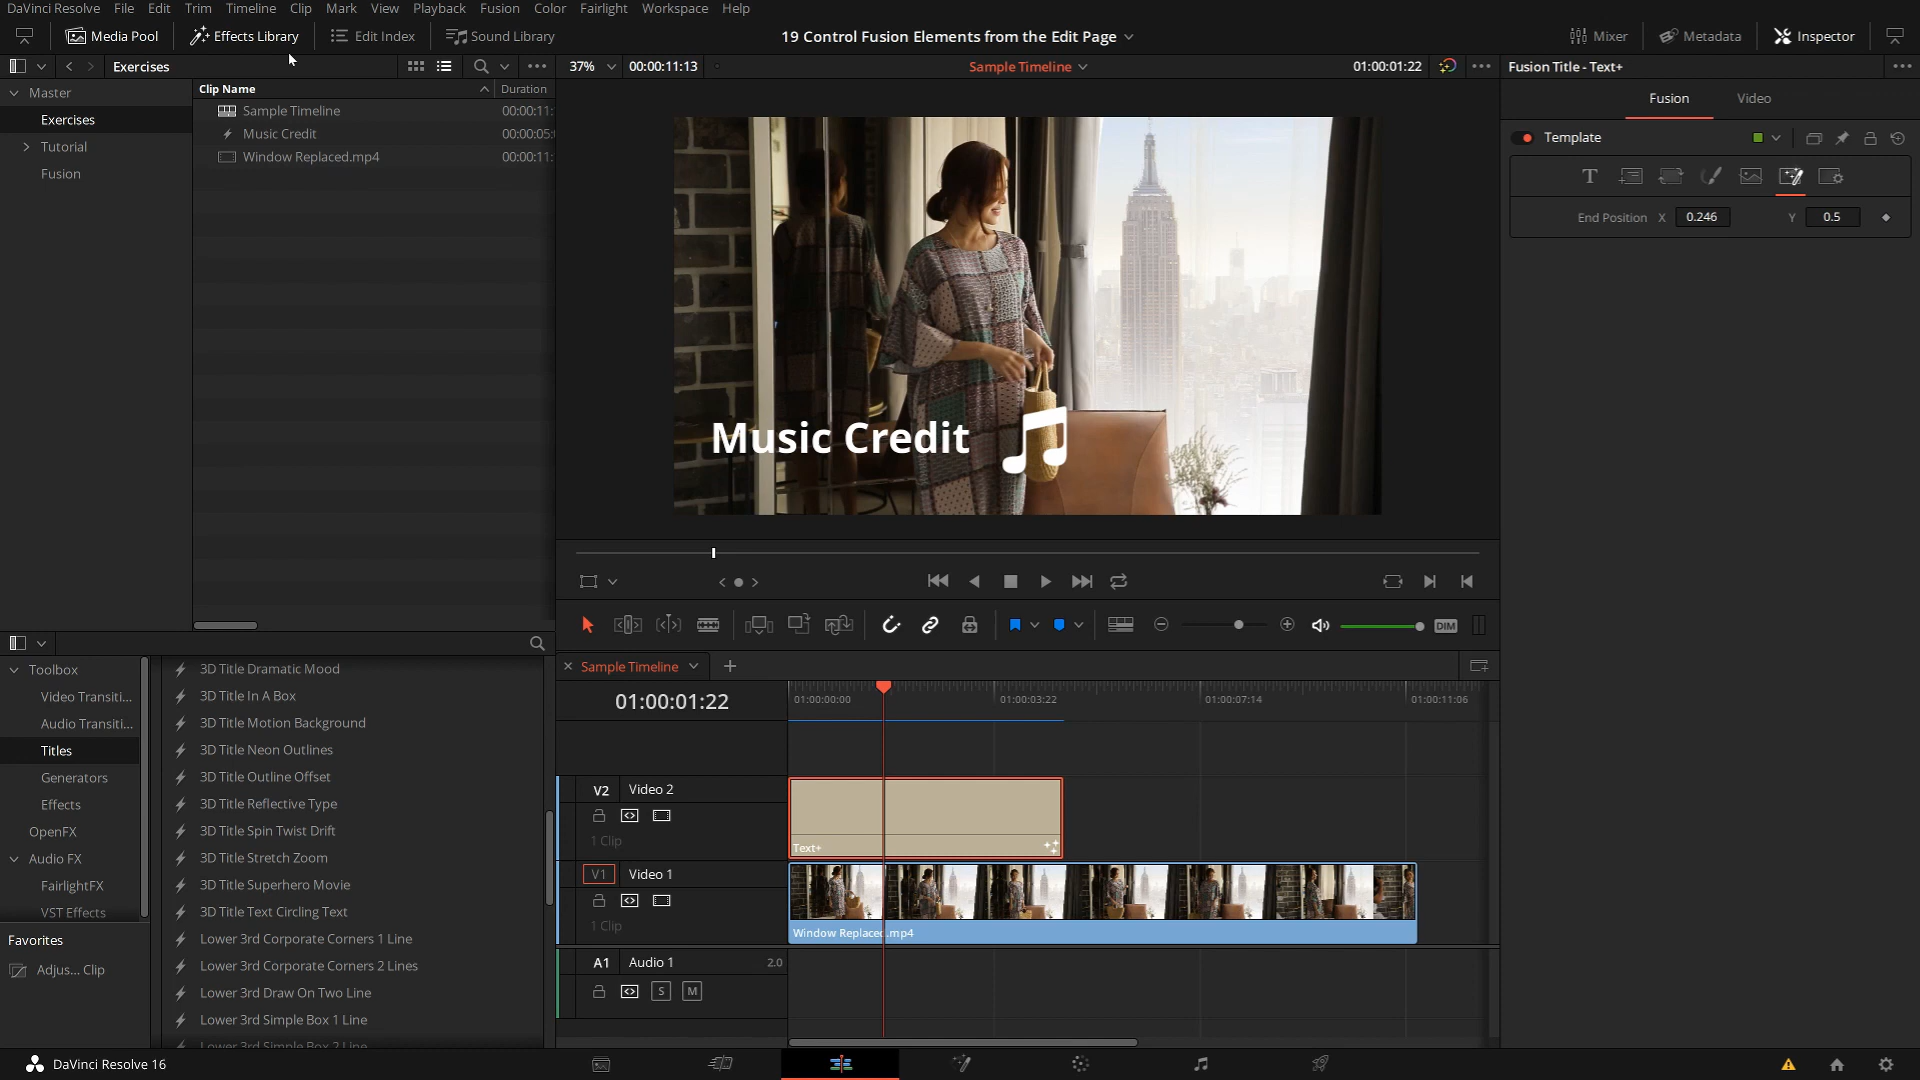 DaVinci Resolve File Edit Trim Timeline Clip Mark View Playback Fusion Color Fairlight Workspace Help
Media Pool Effects Library Edit Index Sound Library 19 Control Fusion Elements from the Edit Page Mixer Metadata Inspector
Exercises 37% 00:00:11:13 Sample Timeline 01:00:01:22 Fusion Title - Text+
Master
Exercises
Tutorial
Fusion
Clip Name Duration
Sample Timeline 00:00:11:
Music Credit 00:00:05:
Window Replaced.mp4 00:00:11:
Fusion Video
Template
T
End Position X 0.246 Y 0.5
Music Credit
Toolbox
Video Transiti...
Audio Transiti...
Titles
Generators
Effects
OpenFX
Audio FX
FairlightFX
VST Effects
Favorites
Adjus... Clip
3D Title Dramatic Mood
3D Title In A Box
3D Title Motion Background
3D Title Neon Outlines
3D Title Outline Offset
3D Title Reflective Type
3D Title Spin Twist Drift
3D Title Stretch Zoom
3D Title Superhero Movie
3D Title Text Circling Text
Lower 3rd Corporate Corners 1 Line
Lower 3rd Corporate Corners 2 Lines
Lower 3rd Draw On Two Line
Lower 3rd Simple Box 1 Line
Lower 3rd Simple Box 2 Line
DIM
Sample Timeline
01:00:01:22 01:00:00:00 01:00:03:22 01:00:07:14 01:00:11:06
V2 Video 2
1 Clip
Text+
V1 Video 1
1 Clip
Window Replaced.mp4
A1 Audio 1 2.0
S M
DaVinci Resolve 16